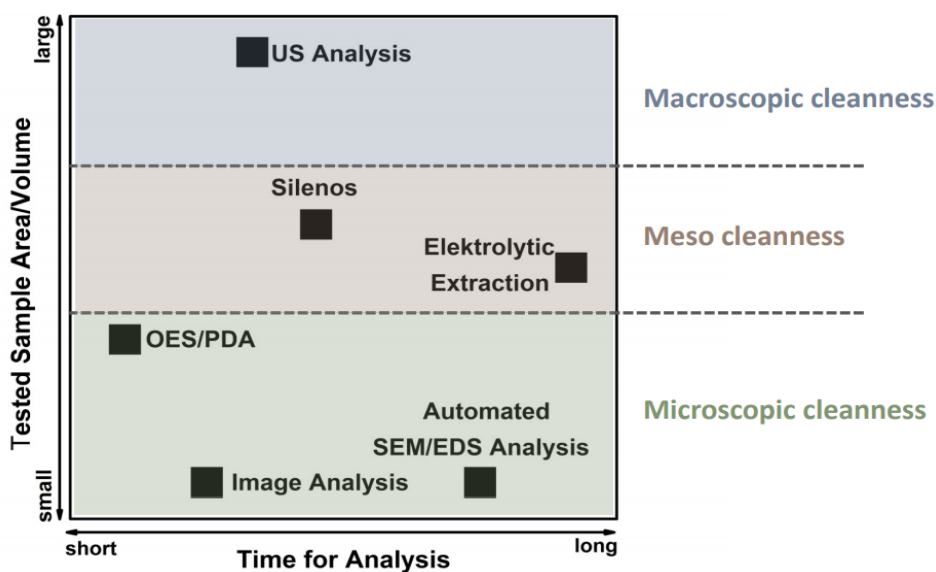 large
US Analysis
Macroscopic cleanness
Silenos
Elektrolytic
Extraction
Meso cleanness
OES/PDA
Automated
SEM/EDS Analysis
Microscopic cleanness
Image Analysis
small
Tested Sample Area/Volume
short
long
Time for Analysis